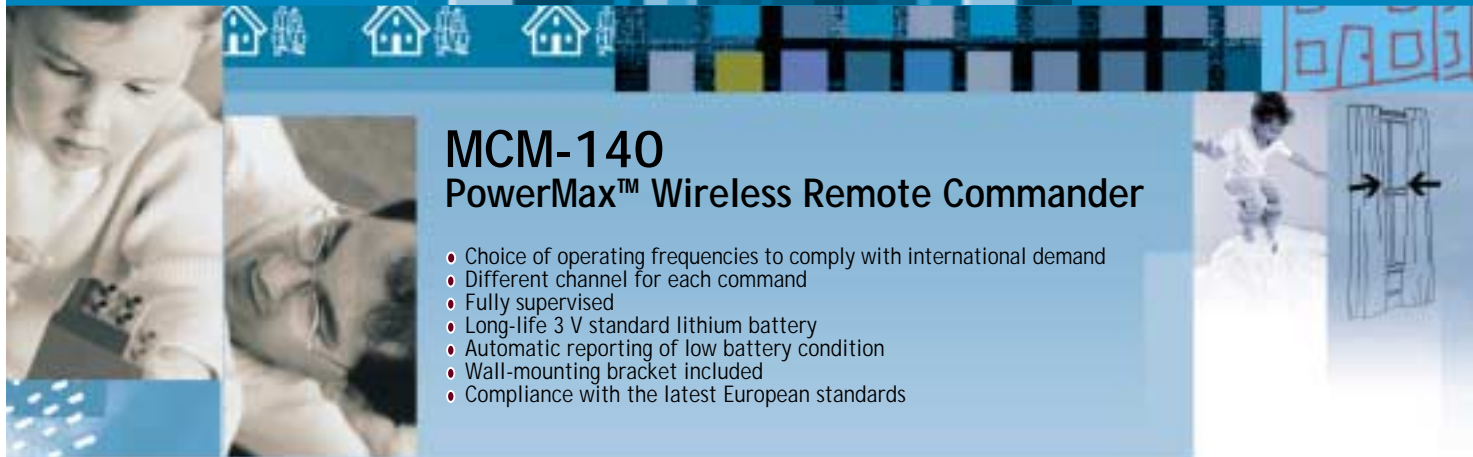 MCM-140
PowerMax™ Wireless Remote Commander
• Choice of operating frequencies to comply with international demand
• Different channel for each command
• Fully supervised
• Long-life 3 V standard lithium battery
• Automatic reporting of low battery condition
• Wall-mounting bracket included
• Compliance with the latest European standards